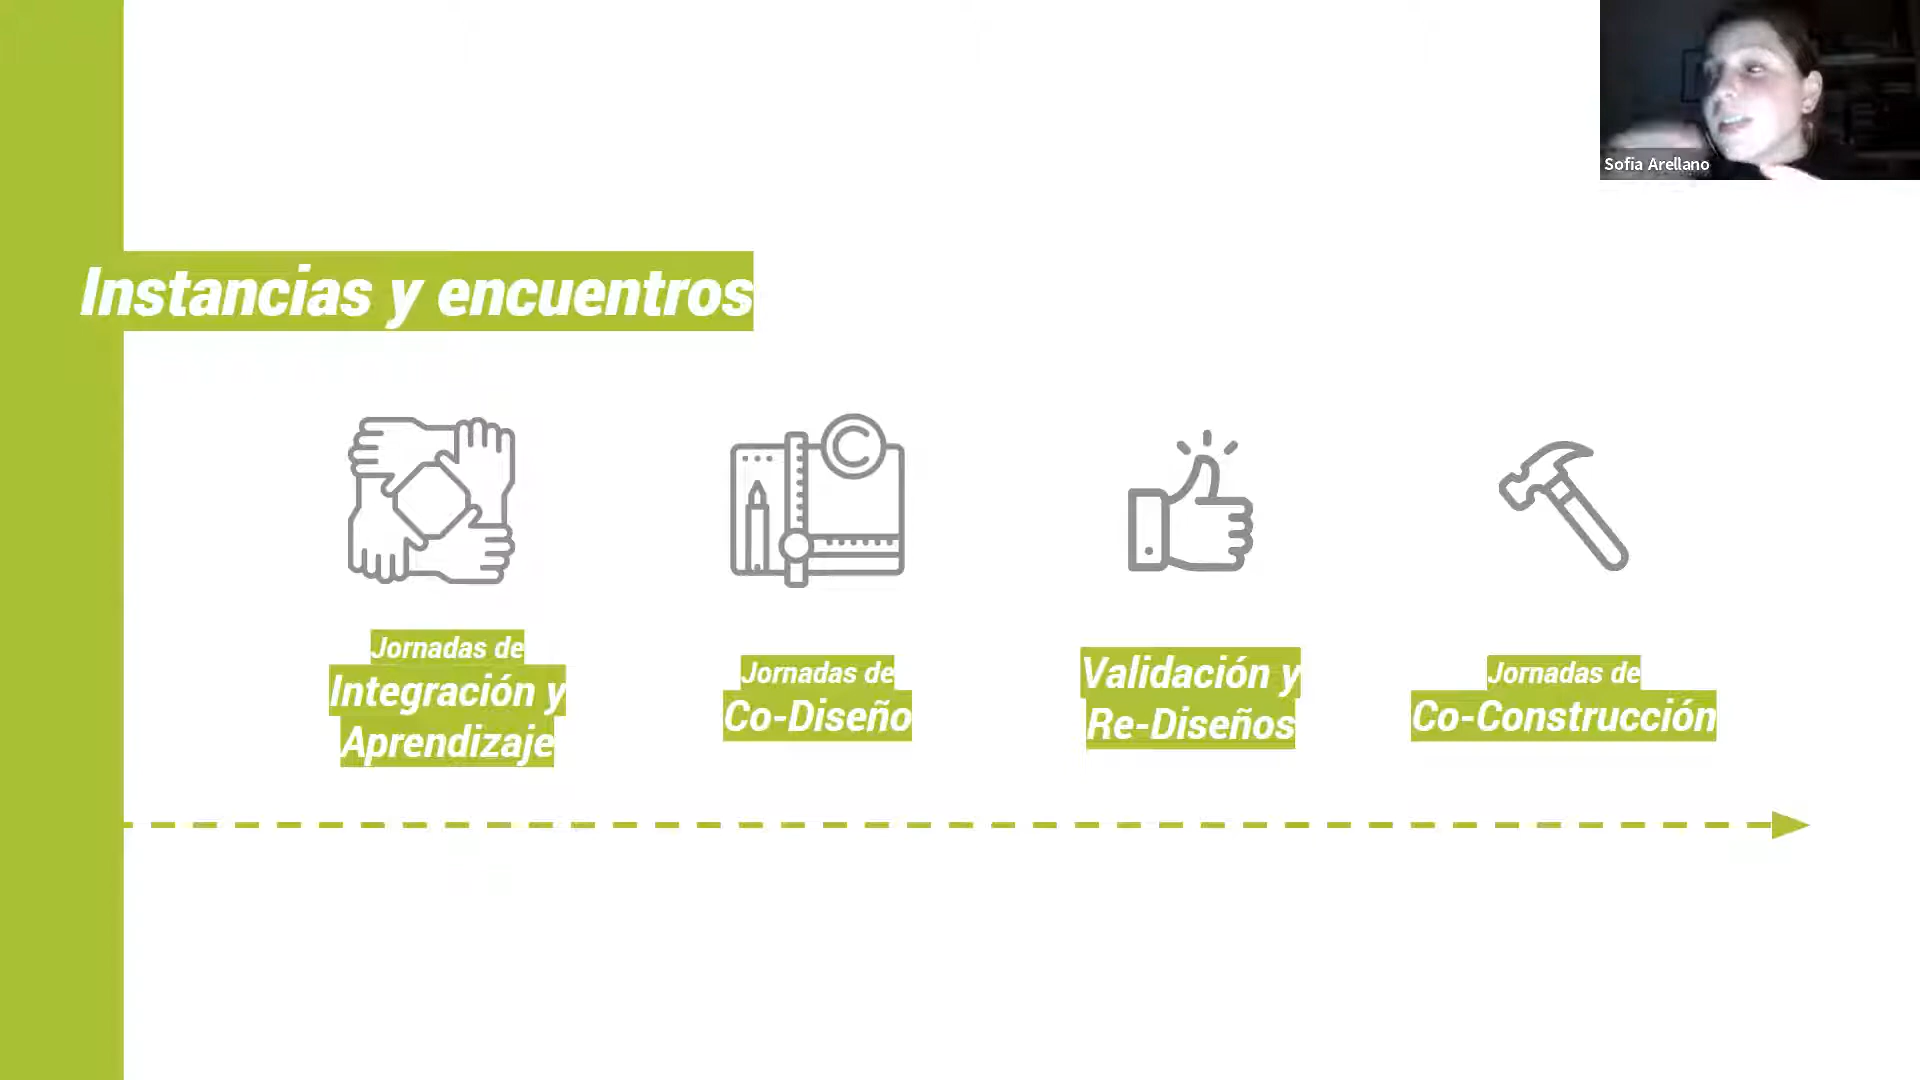 Sofia Arellano
Instancias y encuentros
Jornadas de
Integración y
Aprendizaje
Jornadas de
Co-Diseño
Validación y
Re-Diseños
Jornadas de
Co-Construcción